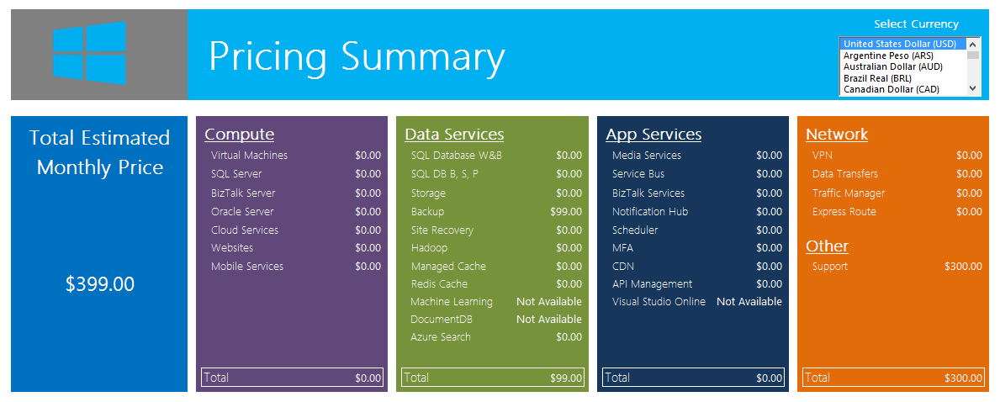 Pricing Summary
Select Currency
United States Dollar (USD)
Argentine Peso (ARS)
Australian Dollar (AUD)
Brazil Real (BRL)
Canadian Dollar (CAD)
Total Estimated
Monthly Price
$399.00
Compute
Virtual Machines $0.00
SQL Server $0.00
BizTalk Server $0.00
Oracle Server $0.00
Cloud Services $0.00
Websites $0.00
Mobile Services $0.00
Total $0.00
Data Services
SQL Database W&B $0.00
SQL DB B, S, P $0.00
Storage $0.00
Backup $99.00
Site Recovery $0.00
Hadoop $0.00
Managed Cache $0.00
Redis Cache $0.00
Machine Learning Not Available
DocumentDB Not Available
Azure Search $0.00
Total $99.00
App Services
Media Services $0.00
Service Bus $0.00
BizTalk Services $0.00
Notification Hub $0.00
Scheduler $0.00
MFA $0.00
CDN $0.00
API Management $0.00
Visual Studio Online Not Available
Total $0.00
Network
VPN $0.00
Data Transfers $0.00
Traffic Manager $0.00
Express Route $0.00
Other
Support $300.00
Total $300.00